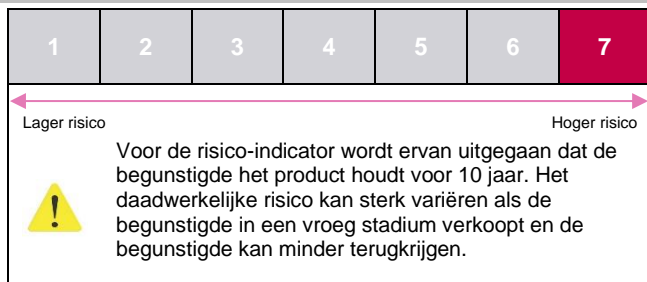 1 2 3 4 5 6 7
Lager risico Hoger risico
Voor de risico-indicator wordt ervan uitgegaan dat de
begunstigde het product houdt voor 10 jaar. Het
daadwerkelijke risico kan sterk variëren als de
begunstigde in een vroeg stadium verkoopt en de
begunstigde kan minder terugkrijgen.